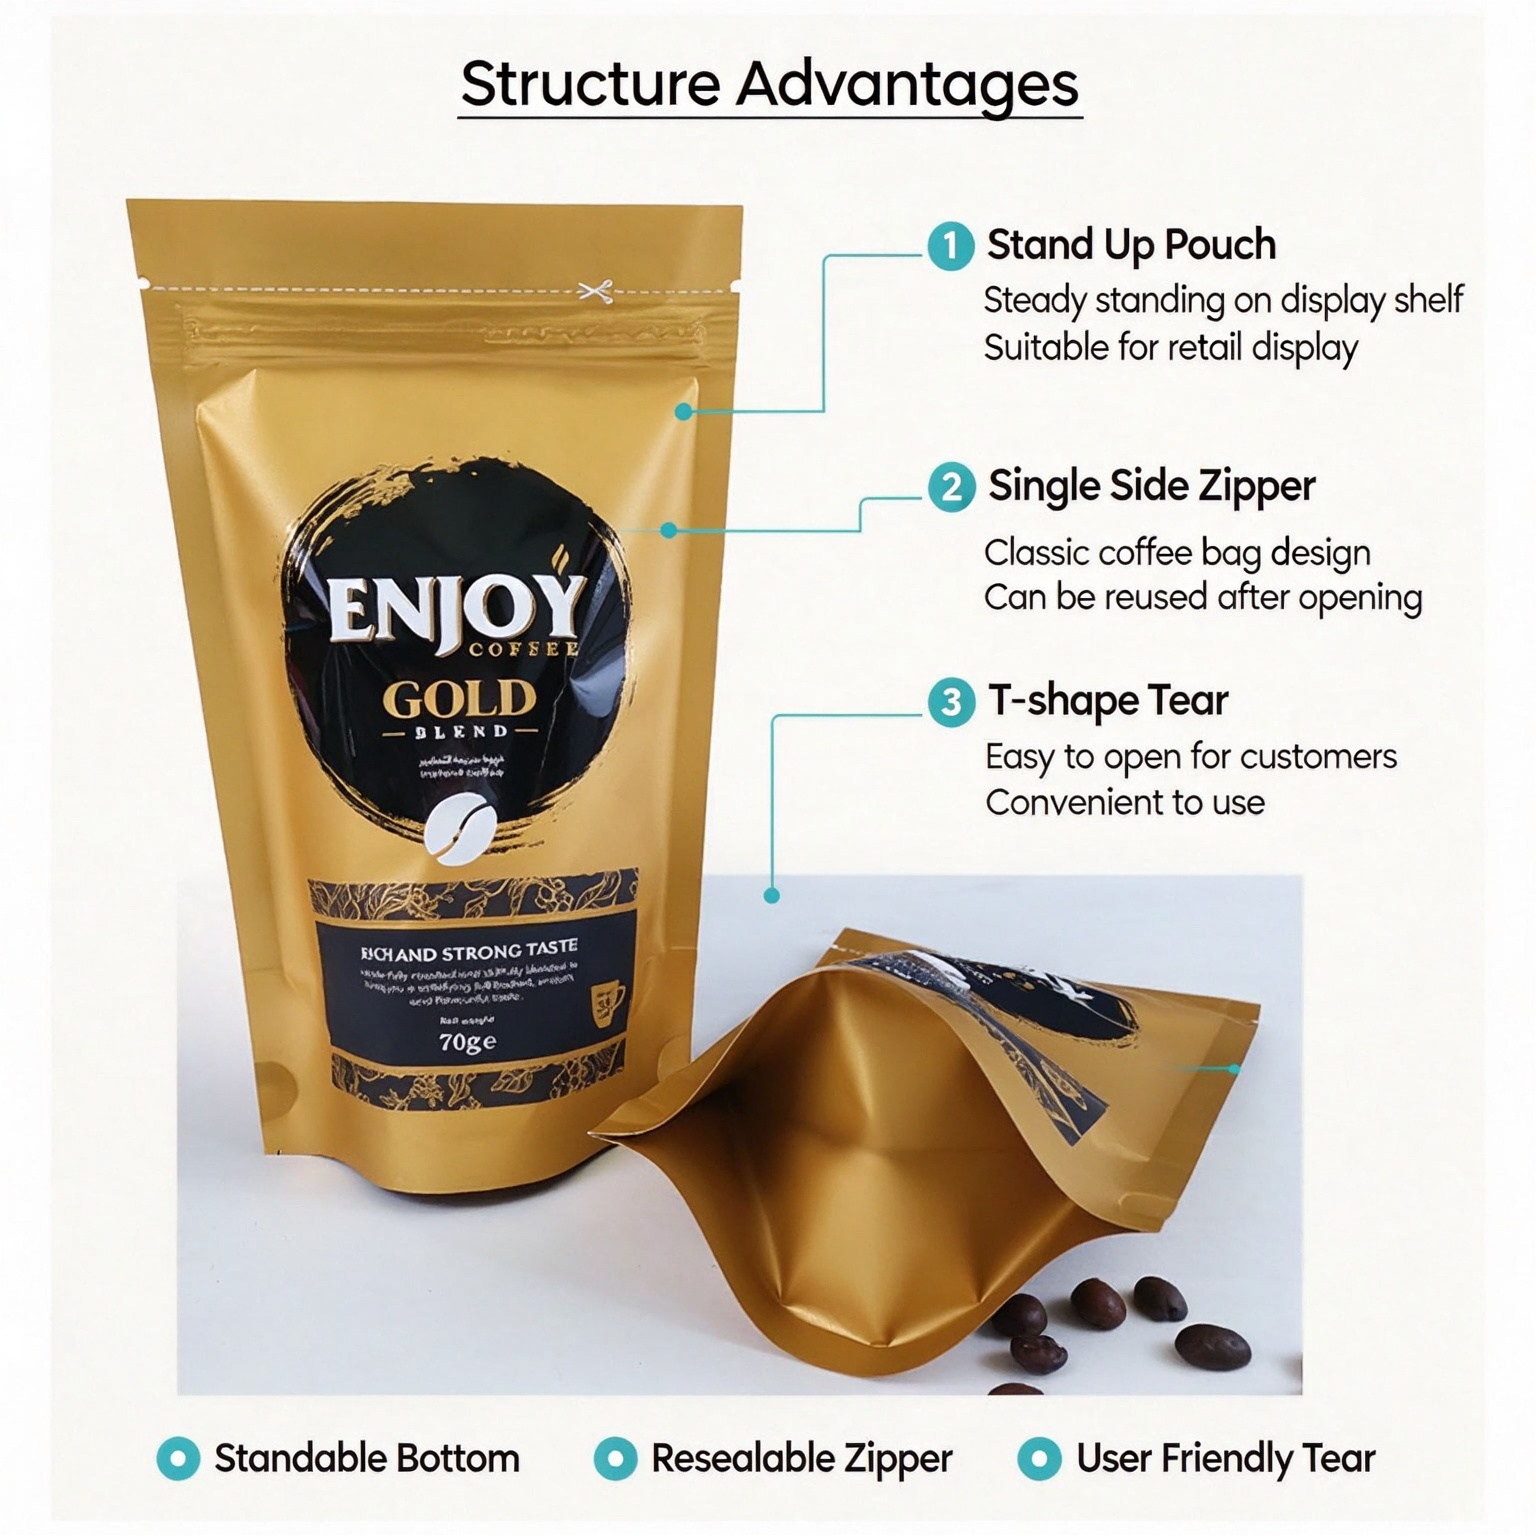 Structure Advantages
1 Stand Up Pouch
Steady standing on display shelf
Suitable for retail display
2 Single Side Zipper
Classic coffee bag design
Can be reused after opening
3 T-shape Tear
Easy to open for customers
Convenient to use
ENJOY
COFFEE
GOLD
BLEND
RICH AND STRONG TASTE
70g e
Standable Bottom
Resealable Zipper
User Friendly Tear